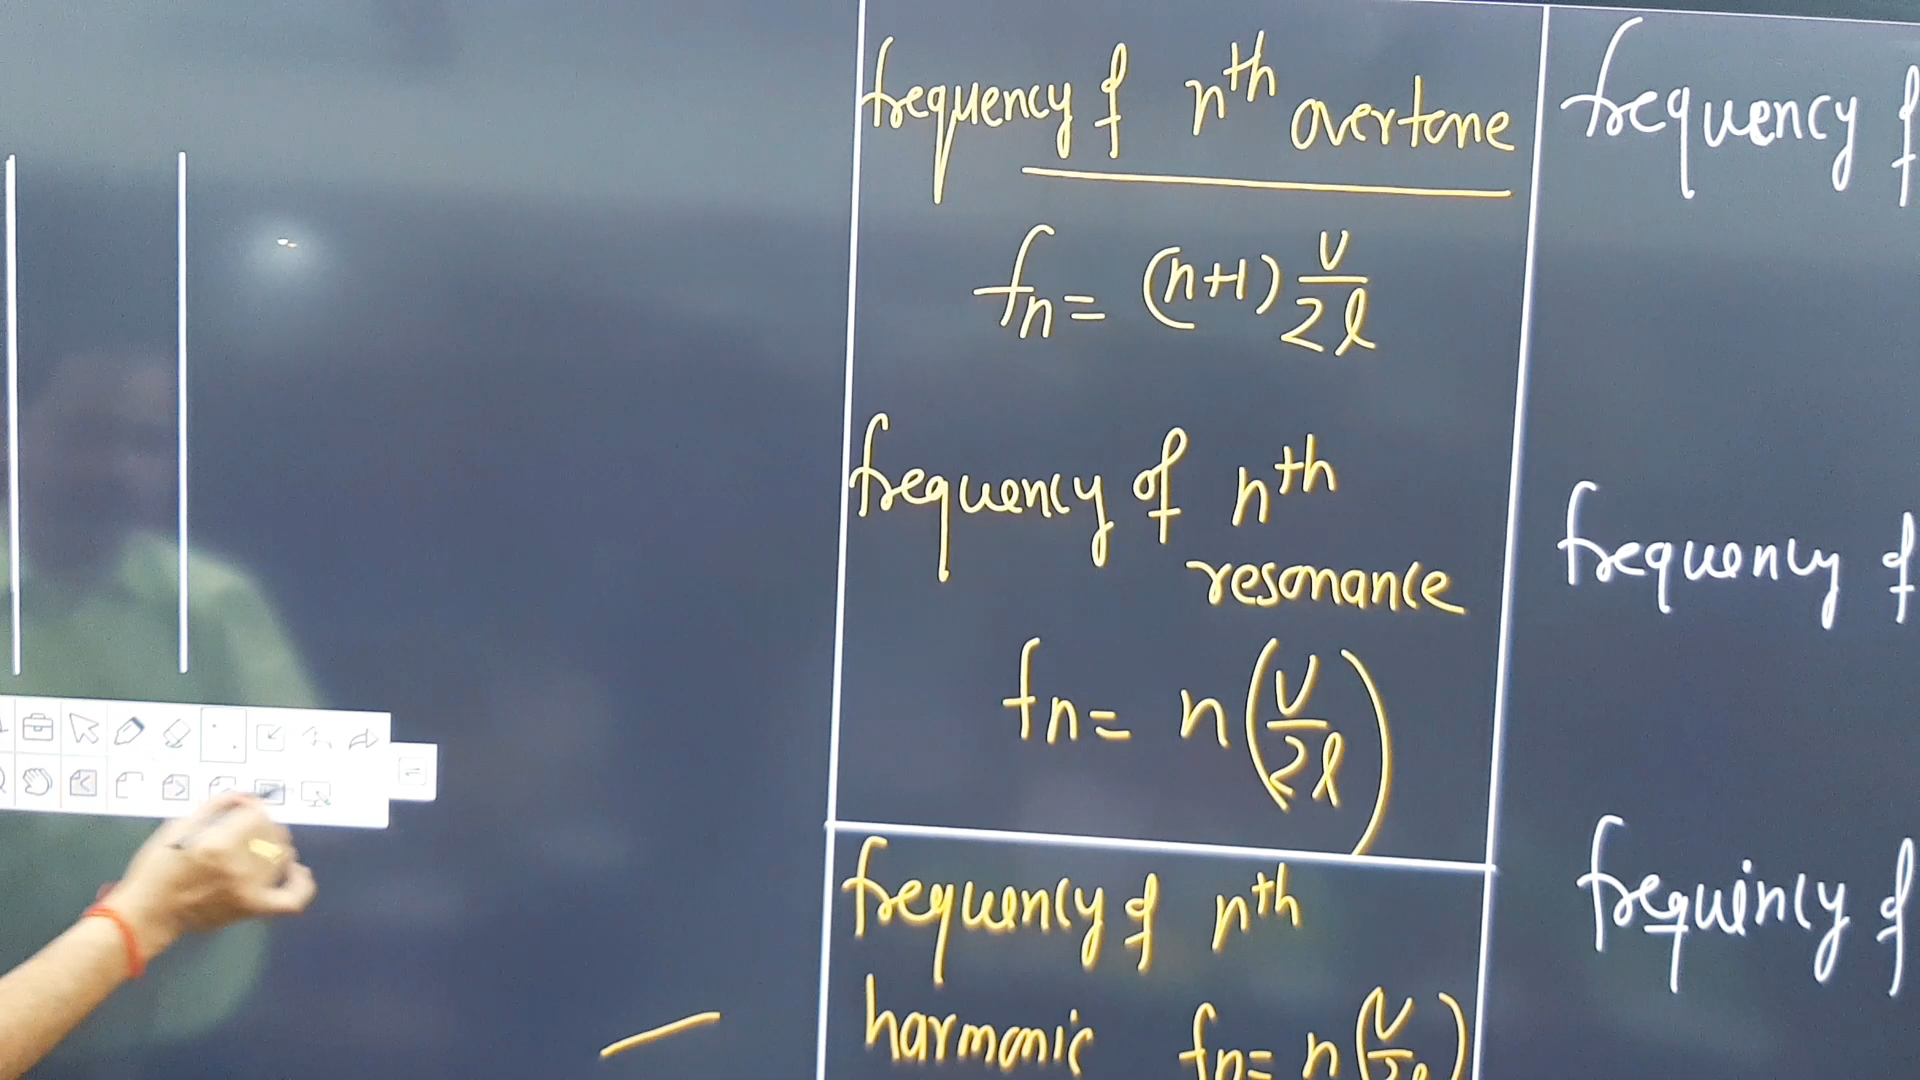 frequency of nth overtone
fn = (n+1) v/2l
frequency of nth
resonance
fn = n(v/2l)
frequency of nth
harmonic fn = n(v/2l)
frequency of
frequency of
frequency of